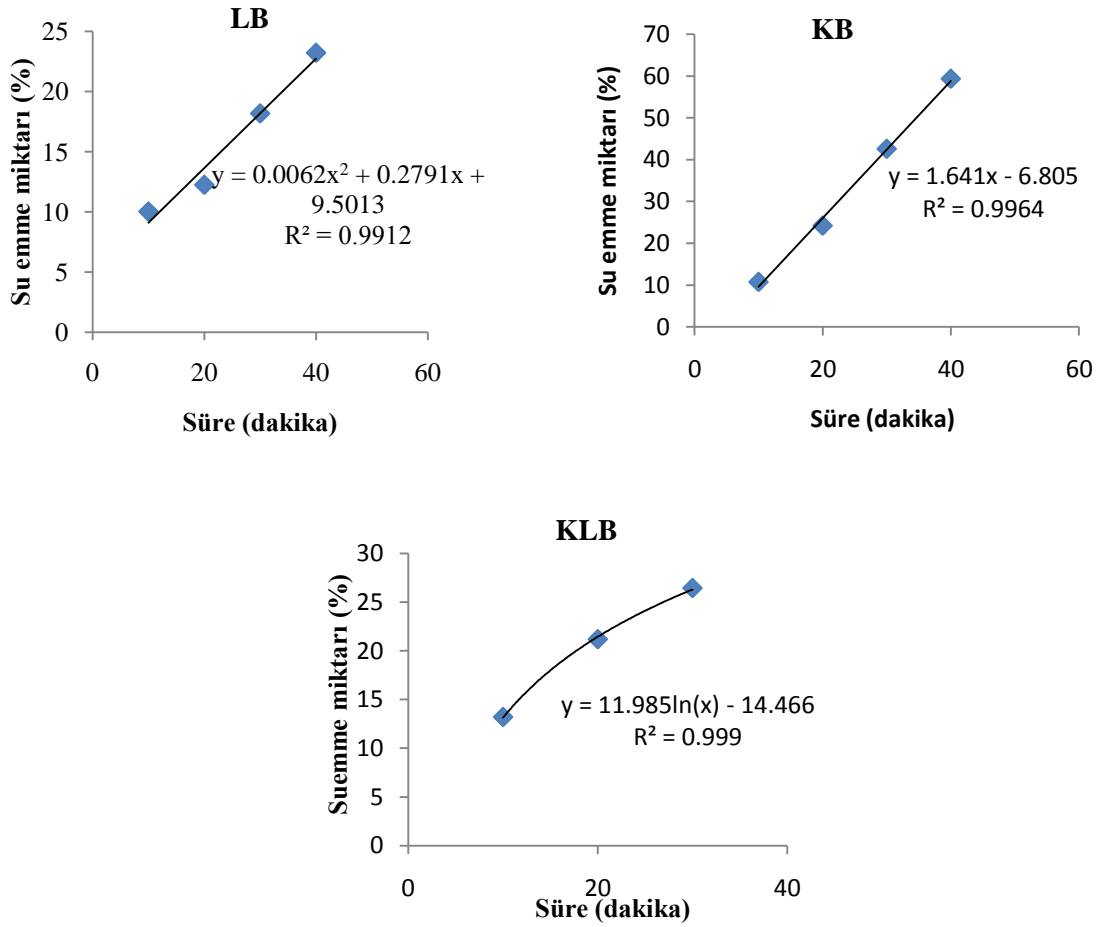 LB
Su emme miktarı (%)
25
20
15
10
5
0
y = 0.0062x² + 0.2791x +
9.5013
R² = 0.9912
0 20 40 60
Süre (dakika)
KB
Su emme miktarı (%)
70
60
50
40
30
20
10
0
y = 1.641x - 6.805
R² = 0.9964
0 20 40 60
Süre (dakika)
KLB
Suemme miktarı (%)
30
25
20
15
10
5
0
y = 11.985ln(x) - 14.466
R² = 0.999
0 20 40
Süre (dakika)